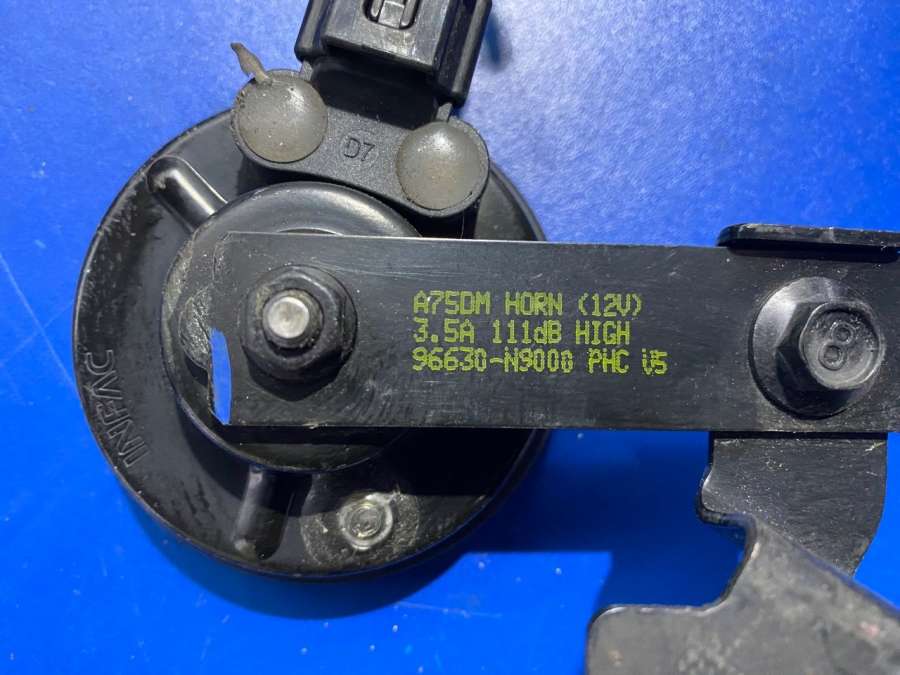 D7
A75DM HORN (12V)
3.5A 111dB HIGH
96630-N9000 PHC V5
INFAC
8